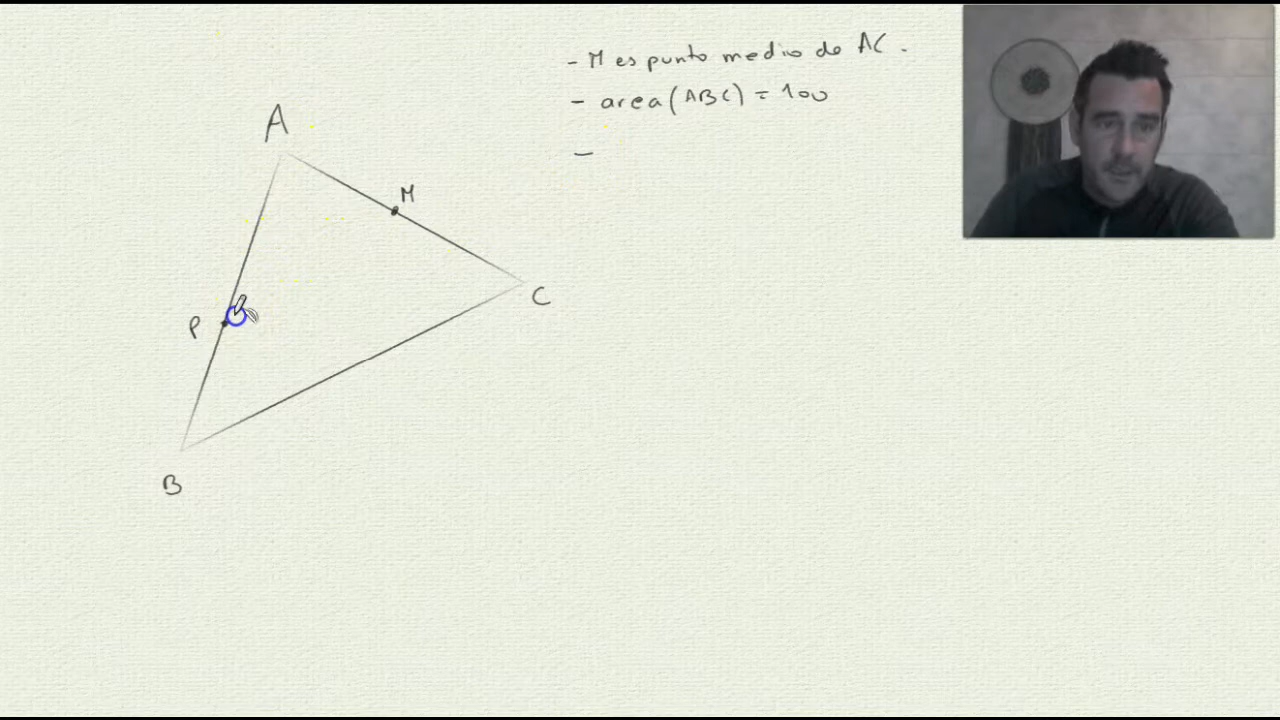 - M es punto medio de AC.
- area(ABC) = 100
-
A
M
C
P
B